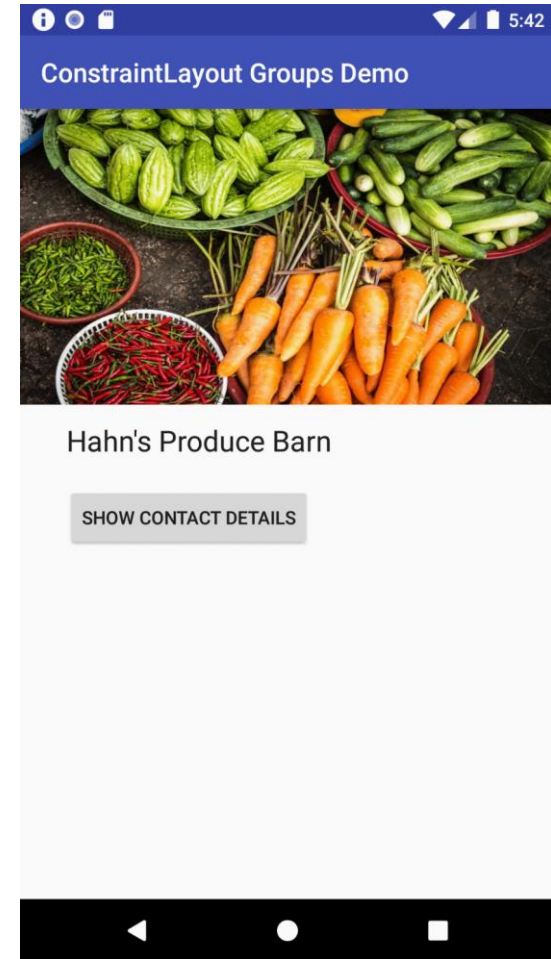 5:42
ConstraintLayout Groups Demo
Hahn's Produce Barn
SHOW CONTACT DETAILS